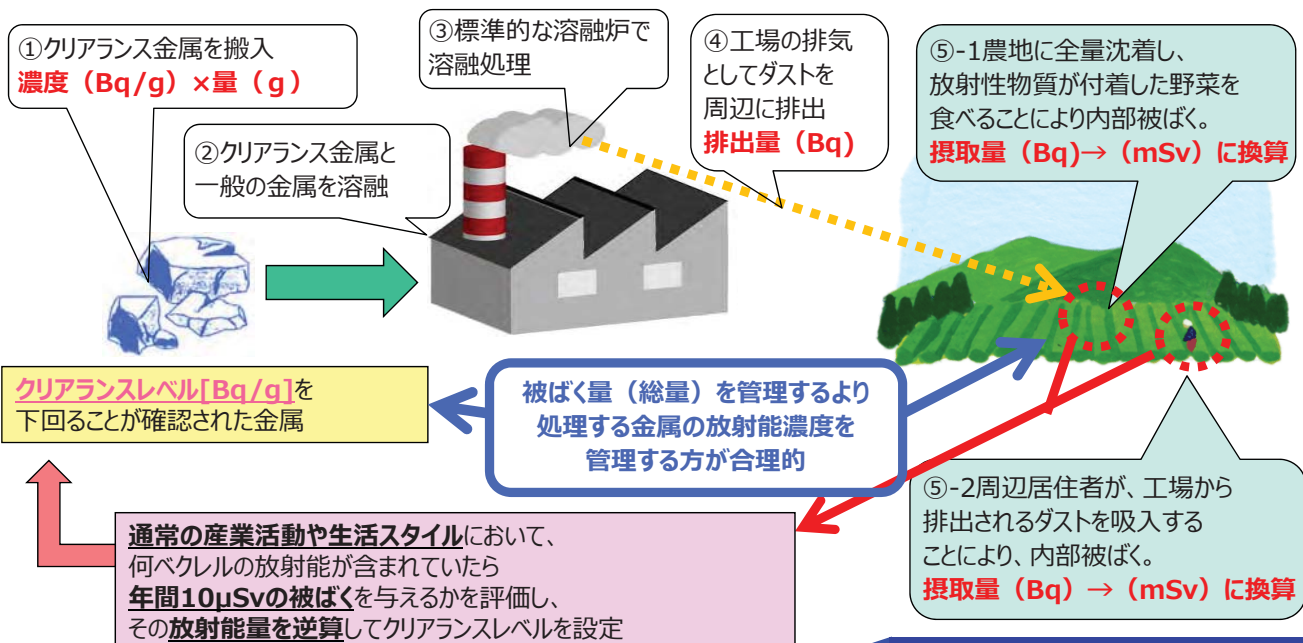 ①クリアランス金属を搬入
濃度（Bq/g）×量（g）
②クリアランス金属と
一般の金属を溶融
③標準的な溶融炉で
溶融処理
④工場の排気
としてダストを
周辺に排出
排出量（Bq)
⑤-1農地に全量沈着し、
放射性物質が付着した野菜を
食べることにより内部被ばく。
摂取量（Bq)→（mSv）に換算
クリアランスレベル[Bq/g]を
下回ることが確認された金属
被ばく量（総量）を管理するより
処理する金属の放射能濃度を
管理する方が合理的
⑤-2周辺居住者が、工場から
排出されるダストを吸入する
ことにより、内部被ばく。
摂取量（Bq）→（mSv）に換算
通常の産業活動や生活スタイルにおいて、
何ベクレルの放射能が含まれていたら
年間10μSvの被ばくを与えるかを評価し、
その放射能量を逆算してクリアランスレベルを設定